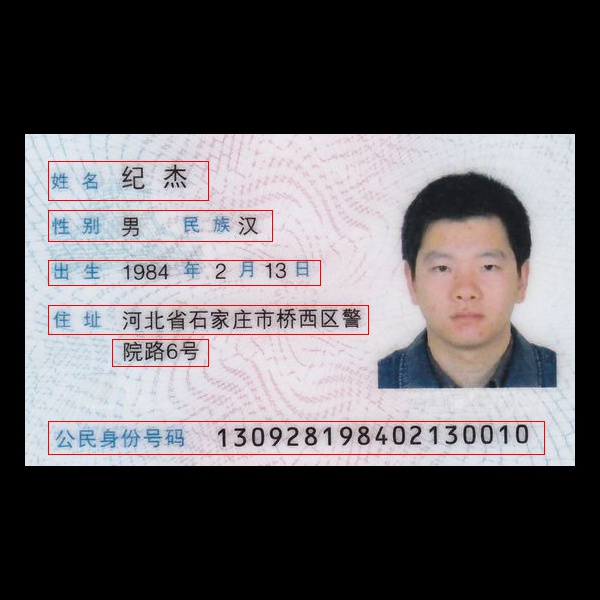 姓名 纪杰
性别 男 民族 汉
出生 1984 年 2 月 13 日
住址 河北省石家庄市桥西区警
院路6号
公民身份号码 130928198402130010